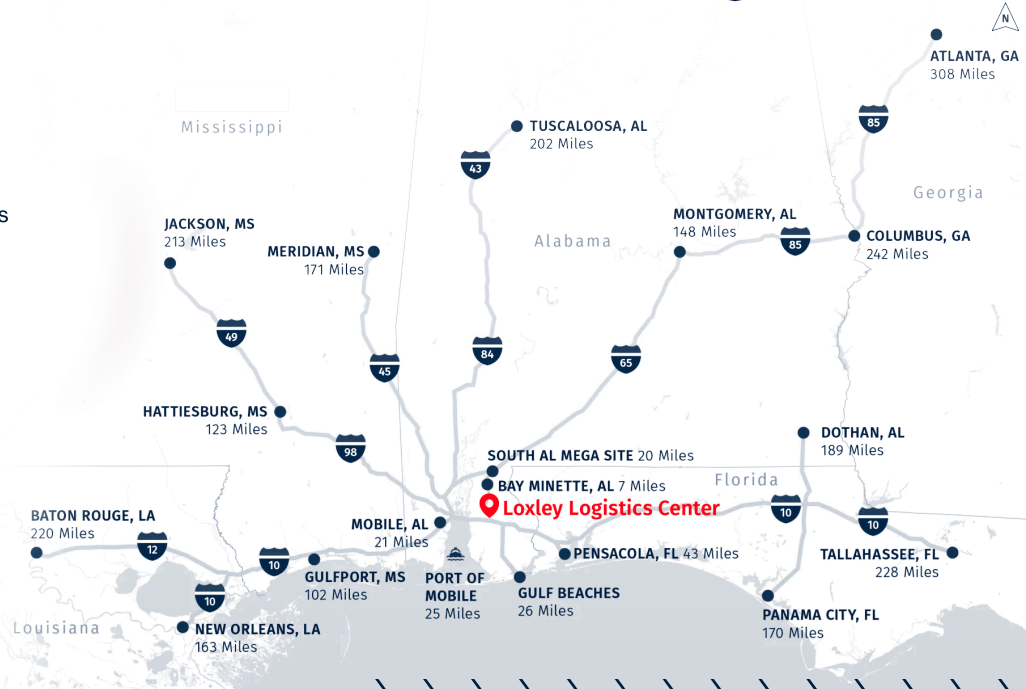 N
ATLANTA, GA
308 Miles
85
Mississippi
TUSCALOOSA, AL
202 Miles
43
Georgia
s
JACKSON, MS
213 Miles
MERIDIAN, MS
171 Miles
Alabama
MONTGOMERY, AL
148 Miles
85
COLUMBUS, GA
242 Miles
49
45
84
65
HATTIESBURG, MS
123 Miles
98
DOTHAN, AL
189 Miles
SOUTH AL MEGA SITE 20 Miles
BAY MINETTE, AL 7 Miles
Florida
Loxley Logistics Center
10
10
BATON ROUGE, LA
220 Miles
12
10
10
MOBILE, AL
21 Miles
PENSACOLA, FL 43 Miles
TALLAHASSEE, FL
228 Miles
GULFPORT, MS
102 Miles
PORT OF
MOBILE
25 Miles
GULF BEACHES
26 Miles
PANAMA CITY, FL
170 Miles
Louisiana
NEW ORLEANS, LA
163 Miles